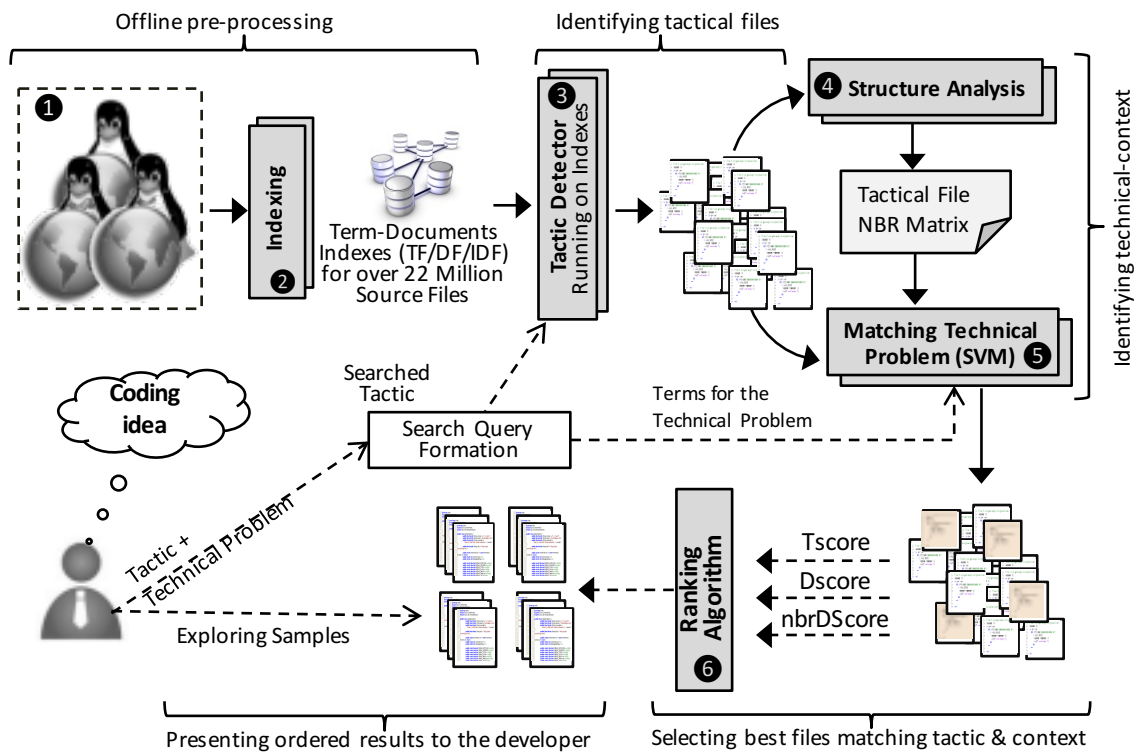 Offline pre-processing
Identifying tactical files
1
Indexing
2
Term-Documents
Indexes (TF/DF/IDF)
for over 22 Million
Source Files
3
Tactic Detector
Running on Indexes
4 Structure Analysis
Tactical File
NBR Matrix
Matching Technical
Problem (SVM) 5
Identifying technical-context
Coding
idea
Searched
Tactic
Search Query
Formation
Terms for the
Technical Problem
Tactic +
Technical Problem
Exploring Samples
Ranking
Algorithm
6
Tscore
Dscore
nbrDScore
Presenting ordered results to the developer
Selecting best files matching tactic & context